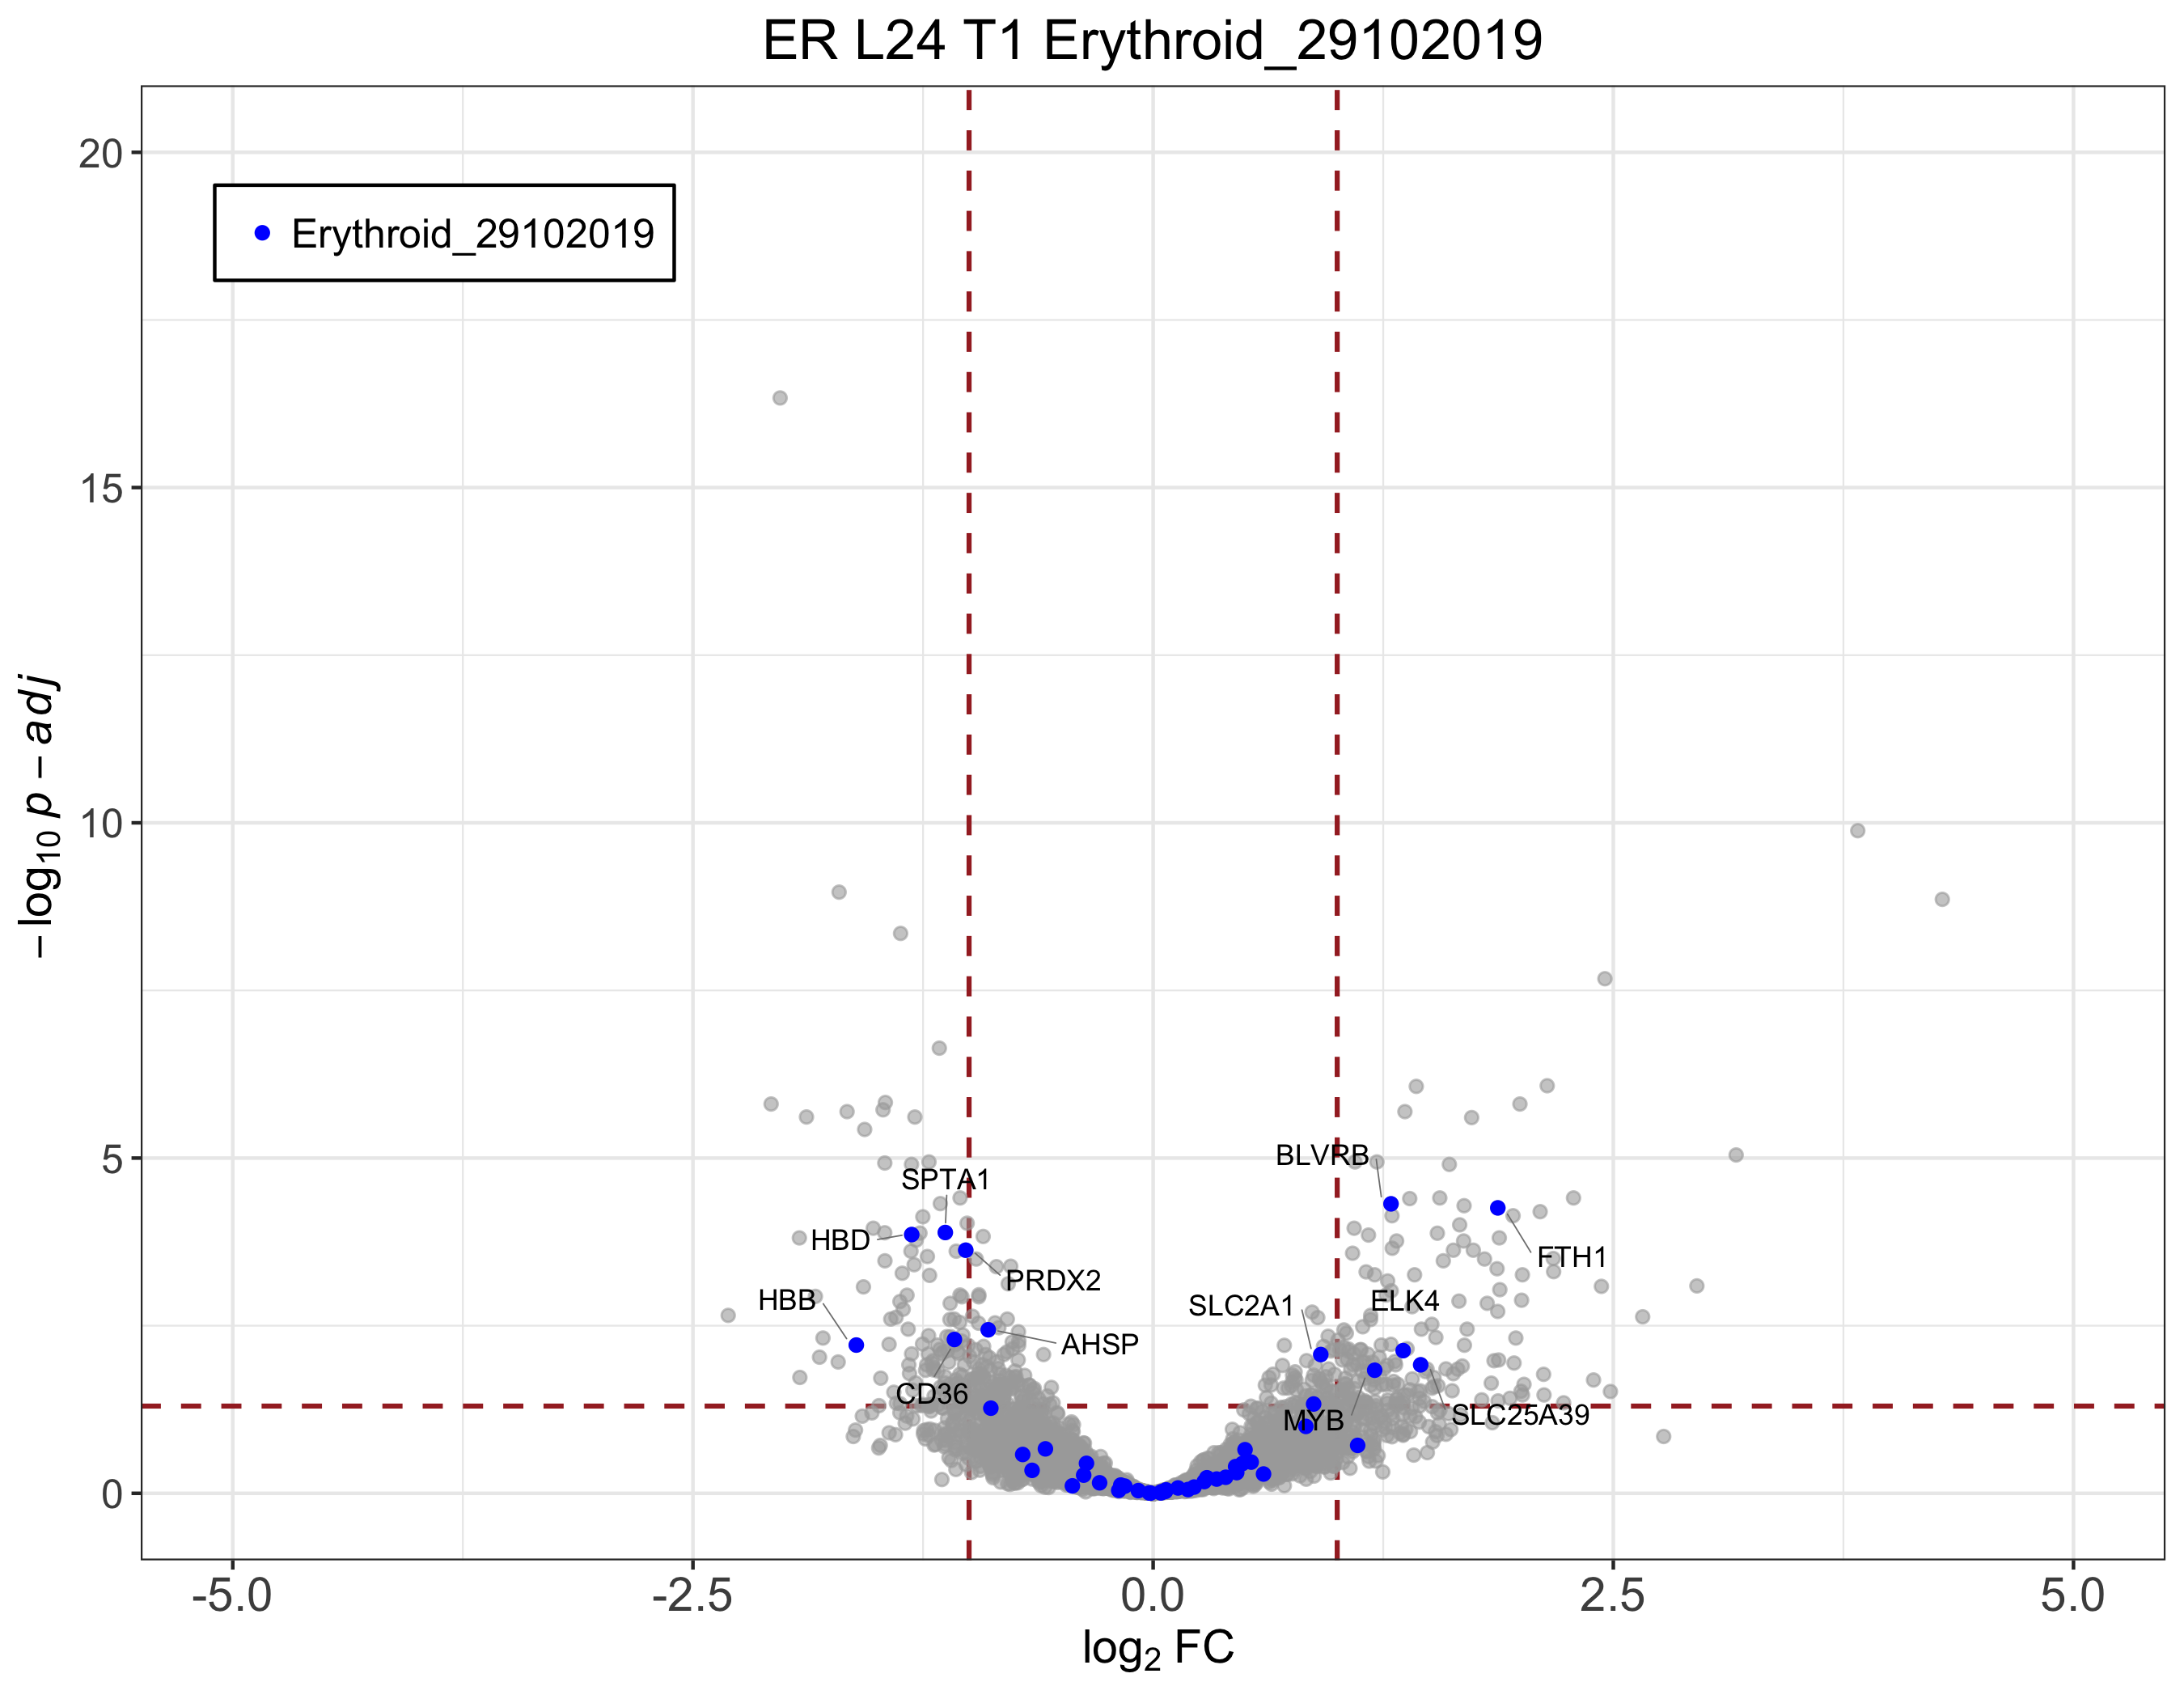 ER L24 T1 Erythroid_29102019
20
Erythroid_29102019
15
10
5
0
−log10 p − adj
BLVRB
SPTA1
HBD
FTH1
PRDX2
HBB
SLC2A1
ELK4
AHSP
CD36
MYB
SLC25A39
-5.0
-2.5
0.0
2.5
5.0
log2 FC